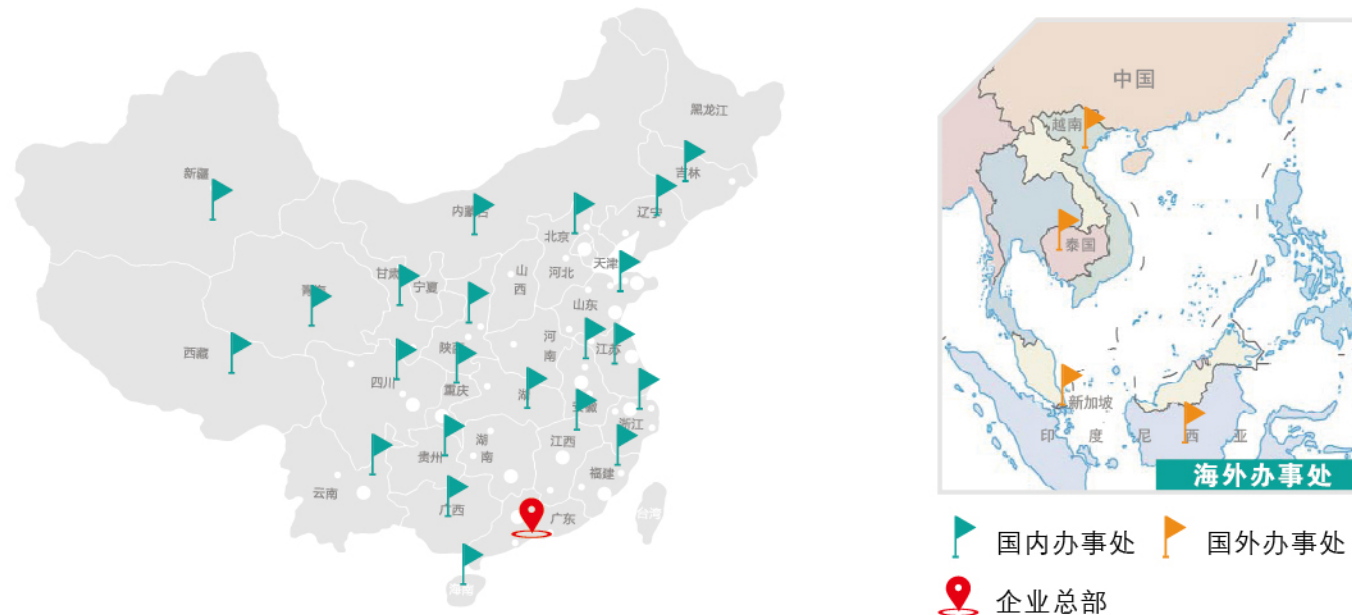 黑龙江
新疆
吉林
内蒙古
辽宁
北京
甘肃
宁夏
山西
河北
天津
青海
山东
西藏
陕西
河南
江苏
四川
重庆
湖
安徽
浙江
贵州
湖南
江西
福建
云南
广西
广东
台湾
海南
中国
越南
泰国
新加坡
印度尼西亚
海外办事处
国内办事处
国外办事处
企业总部